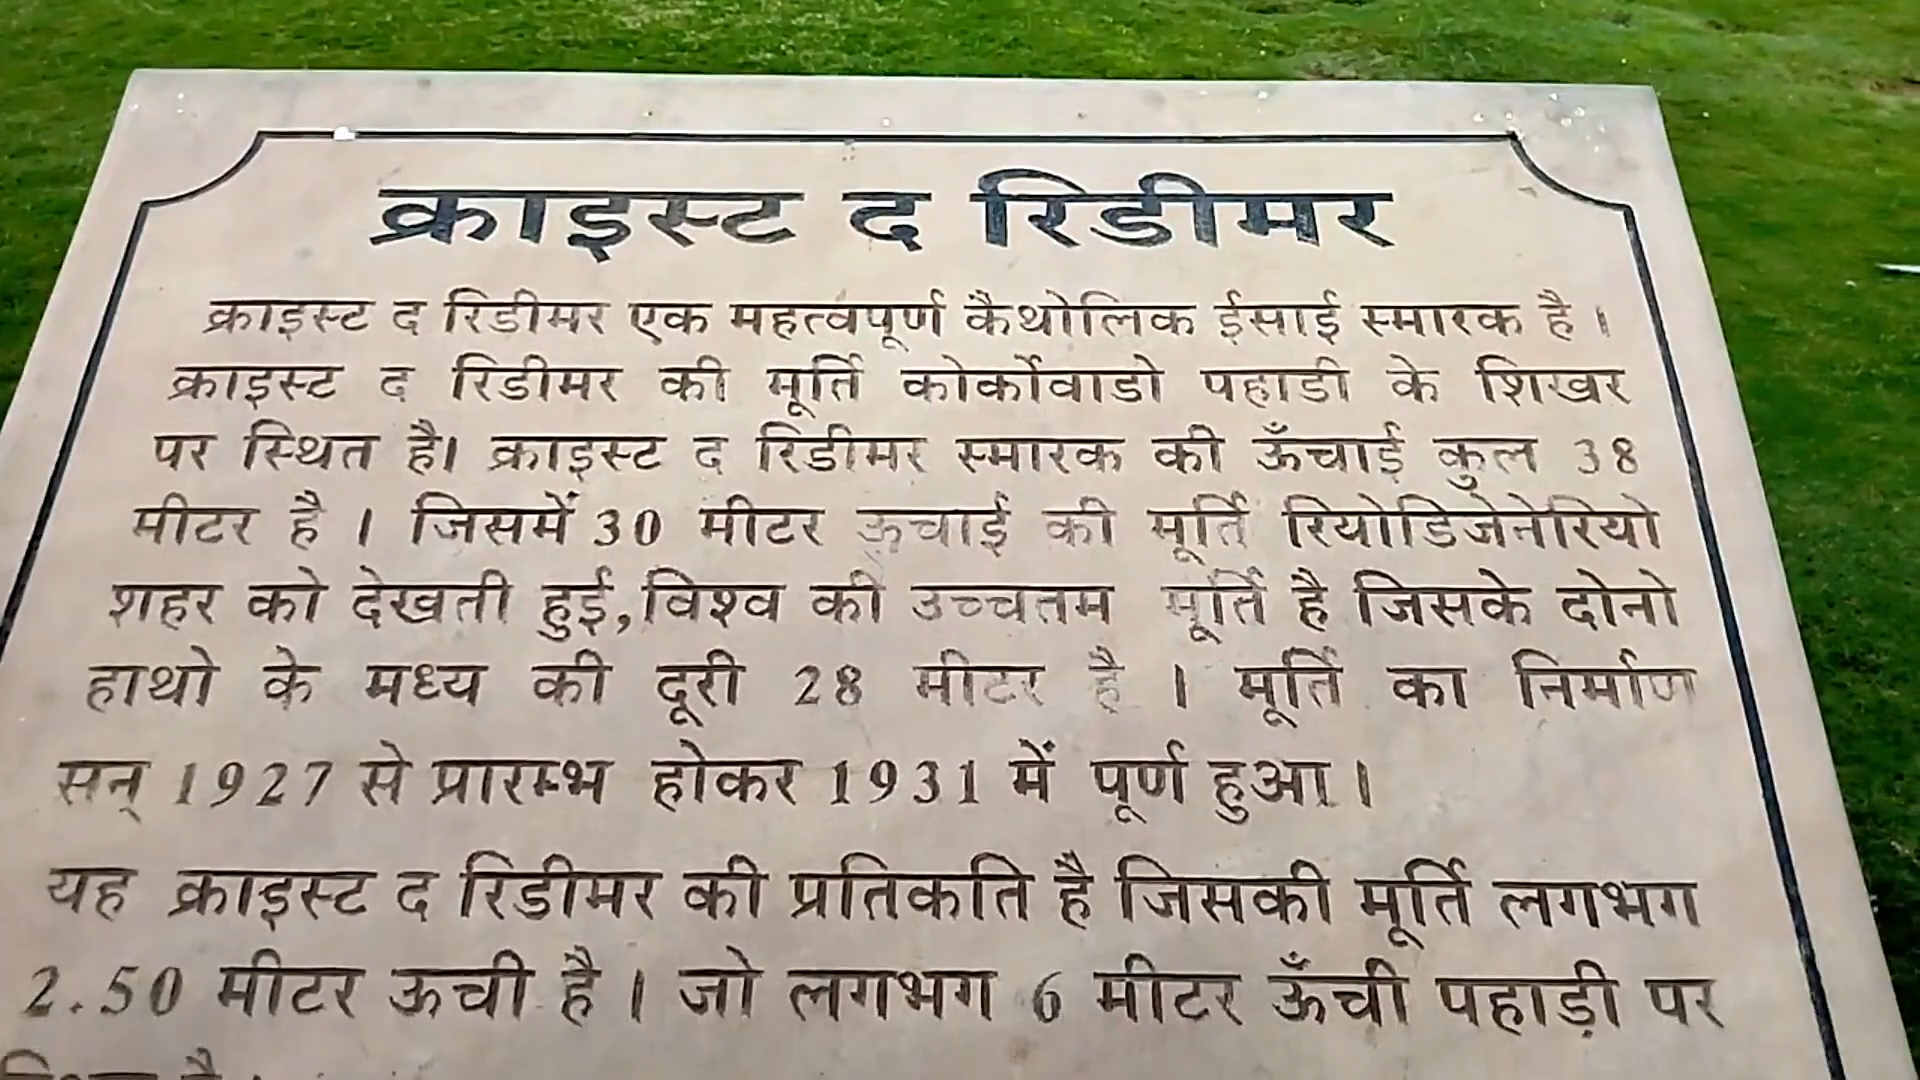 क्राइस्ट द रिडीमर
क्राइस्ट द रिडीमर एक महत्वपूर्ण कैथोलिक ईसाई स्मारक है ।
क्राइस्ट द रिडीमर की मूर्ति कोर्कोवाडो पहाडी के शिखर
पर स्थित है। क्राइस्ट द रिडीमर स्मारक की ऊँचाई कुल 38
मीटर है । जिसमें 30 मीटर ऊचाई की मूर्ति रियोडिजेनेरियो
शहर को देखती हुई, विश्व की उच्चतम मूर्ति है जिसके दोनो
हाथो के मध्य की दूरी 28 मीटर है । मूर्ति का निर्माण
सन् 1927 से प्रारम्भ होकर 1931 में पूर्ण हुआ ।
यह क्राइस्ट द रिडीमर की प्रतिकति है जिसकी मूर्ति लगभग
2.50 मीटर ऊची है । जो लगभग 6 मीटर ऊँची पहाड़ी पर
है ।